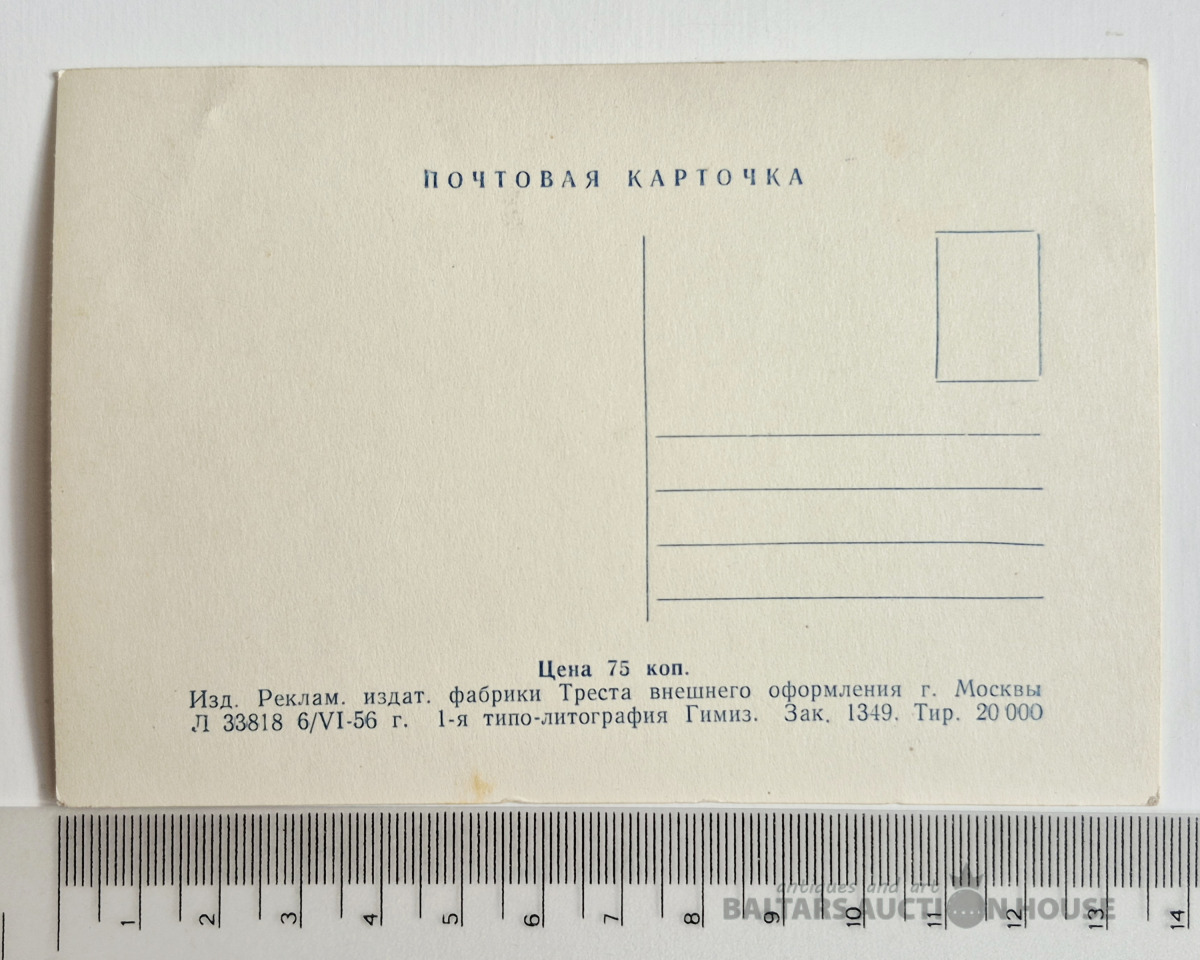 ПОЧТОВАЯ КАРТОЧКА
Цена 75 коп.
Изд. Реклам. издат. фабрики Треста внешнего оформления г. Москвы
Л 33818 6/VI-56 г. 1-я типо-литография Гимиз. Зак. 1349. Тир. 20 000
antiques and art
BALTARS AUCTION HOUSE
1 2 3 4 5 6 7 8 9 10 11 12 13 14